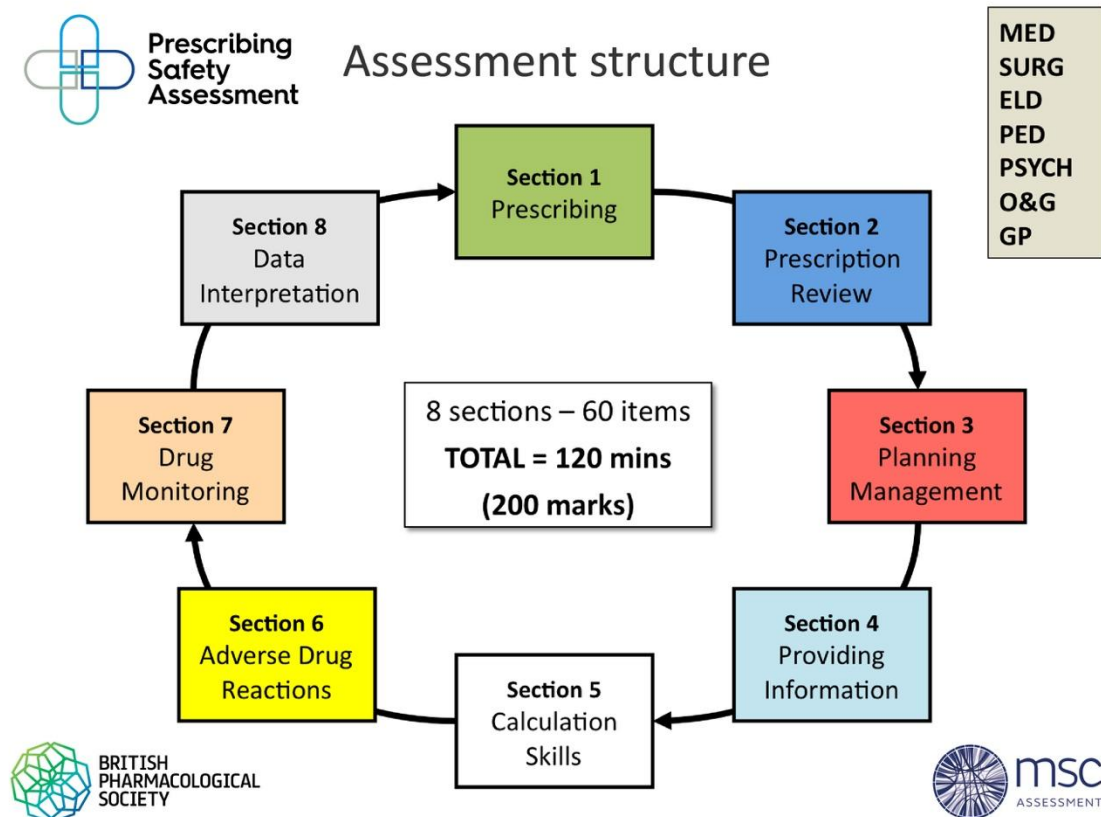 Prescribing
Safety
Assessment
Assessment structure
MED
SURG
ELD
PED
PSYCH
O&G
GP
Section 1
Prescribing
Section 2
Prescription
Review
Section 3
Planning
Management
Section 4
Providing
Information
Section 5
Calculation
Skills
Section 6
Adverse Drug
Reactions
Section 7
Drug
Monitoring
Section 8
Data
Interpretation
8 sections – 60 items
TOTAL = 120 mins
(200 marks)
BRITISH
PHARMACOLOGICAL
SOCIETY
msc
ASSESSMENT